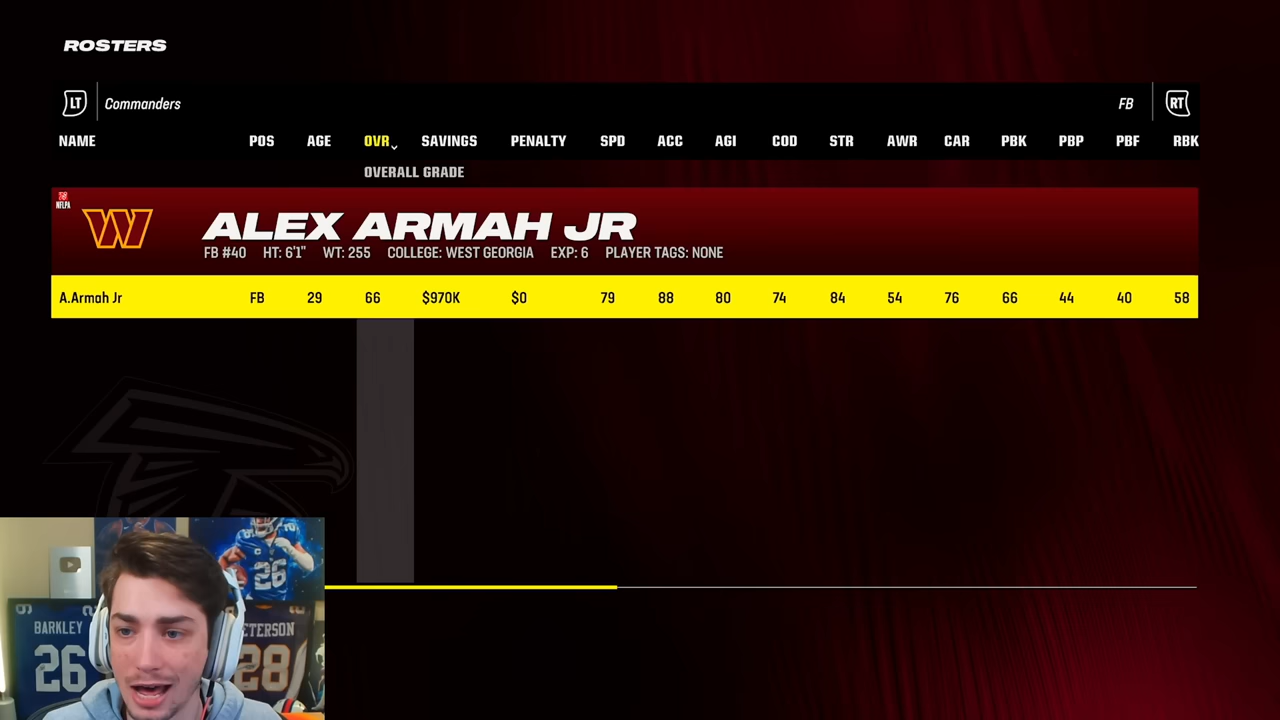 ROSTERS
LT Commanders FB RT
NAME POS AGE OVR SAVINGS PENALTY SPD ACC AGI COD STR AWR CAR PBK PBP PBF RBK
OVERALL GRADE
NFLPA
W
ALEX ARMAH JR
FB #40 HT: 6'1" WT: 255 COLLEGE: WEST GEORGIA EXP: 6 PLAYER TAGS: NONE
A.Armah Jr FB 29 66 $970K $0 79 88 80 74 84 54 76 66 44 40 58
26
BARKLEY
26
ETERSON
28